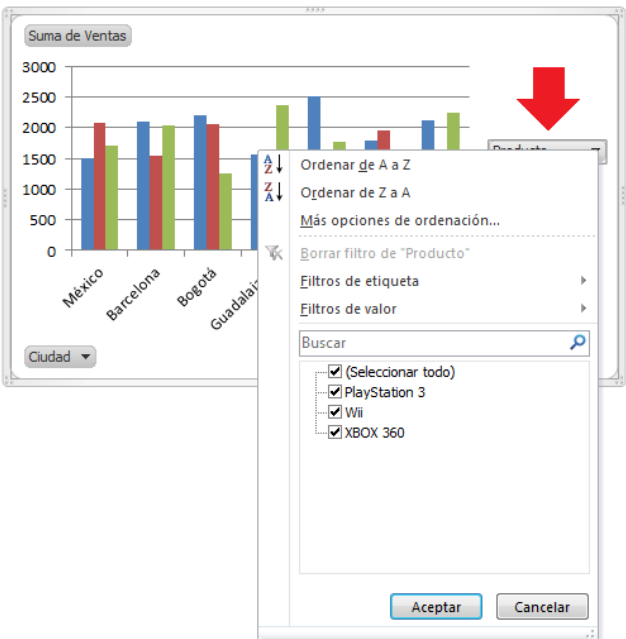 Suma de Ventas
3000
2500
2000
1500
1000
500
0
México
Barcelona
Bogotá
Ciudad
Producto
Ordenar de A a Z
Ordenar de Z a A
Más opciones de ordenación...
Borrar filtro de "Producto"
Filtros de etiqueta
Filtros de valor
Buscar
(Seleccionar todo)
PlayStation 3
Wii
XBOX 360
Aceptar
Cancelar